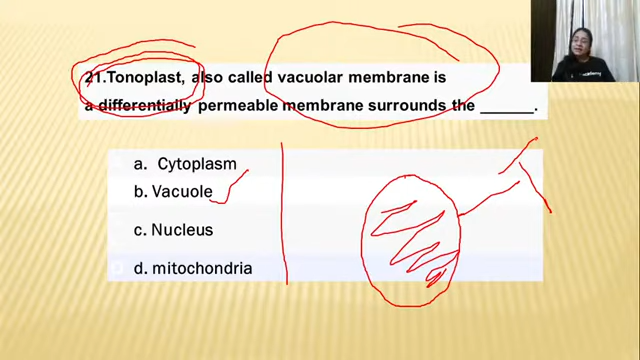 21.Tonoplast, also called vacuolar membrane is
a differentially permeable membrane surrounds the ______.
a. Cytoplasm
b. Vacuole
c. Nucleus
d. mitochondria